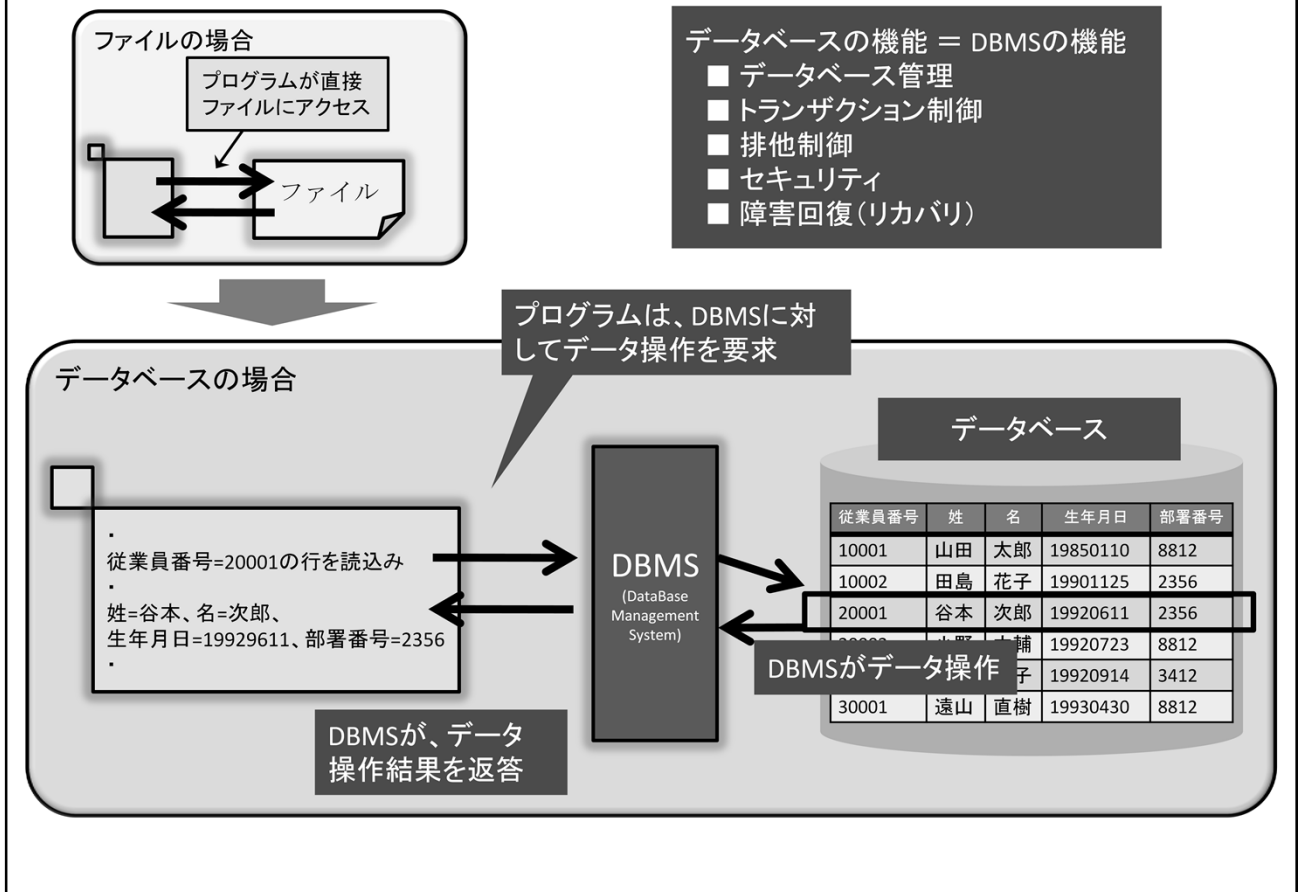 ファイルの場合
プログラムが直接
ファイルにアクセス
ファイル
データベースの機能 = DBMSの機能
■ データベース管理
■ トランザクション制御
■ 排他制御
■ セキュリティ
■ 障害回復(リカバリ)
プログラムは、DBMSに対
してデータ操作を要求
データベースの場合
・
従業員番号=20001の行を読込み
・
姓=谷本、名=次郎、
生年月日=19929611、部署番号=2356
・
DBMS
(DataBase
Management
System)
データベース
従業員番号 姓 名 生年月日 部署番号
10001 山田 太郎 19850110 8812
10002 田島 花子 19901125 2356
20001 谷本 次郎 19920611 2356
輔 19920723 8812
子 19920914 3412
30001 遠山 直樹 19930430 8812
DBMSがデータ操作
DBMSが、データ
操作結果を返答